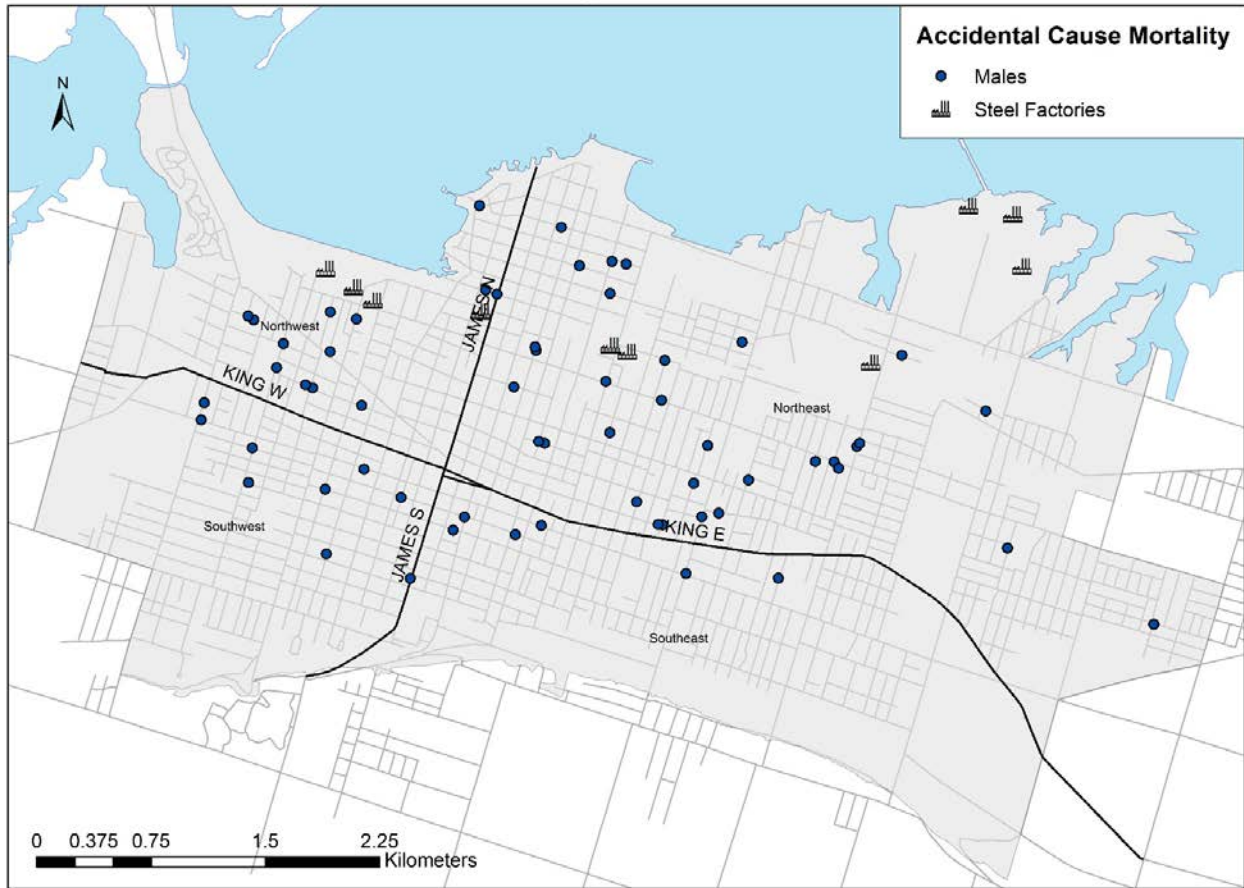 Accidental Cause Mortality
Males
Steel Factories
N
JAMES N
Northwest
KING W
Northeast
Southwest
JAMES S
KING E
Southeast
0 0.375 0.75 1.5 2.25
Kilometers